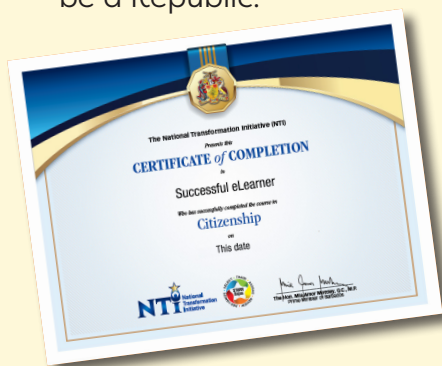 be a Republic.
The National Transformation Initiative (NTI)
Presents this
CERTIFICATE of COMPLETION
to
Successful eLearner
Who has successfully completed the course in
Citizenship
on
This date
NTI National
Transformation
Initiative
The Hon. Mia Amor Mottley, Q.C., M.P.
Prime Minister of Barbados